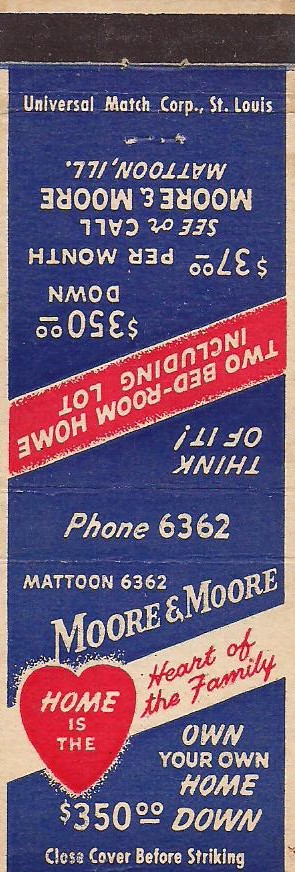 Universal Match Corp., St. Louis
THINK
OF IT!
TWO BED-ROOM HOME
INCLUDING LOT
$350⁰⁰
DOWN
$37⁰⁰ PER MONTH
SEE or CALL
MOORE & MOORE
MATTOON, ILL.
Phone 6362
MATTOON 6362
MOORE & MOORE
HOME
IS
THE
Heart of
the Family
OWN
YOUR OWN
HOME
$350⁰⁰ DOWN
Close Cover Before Striking